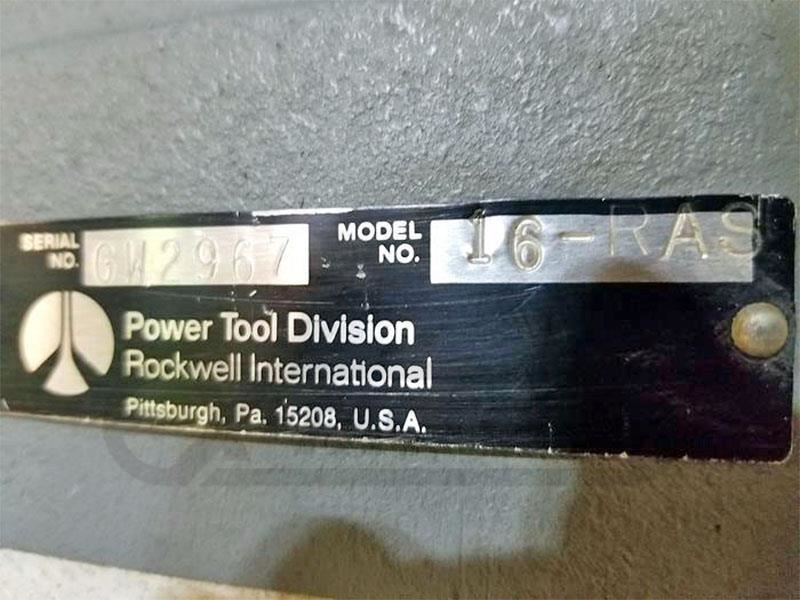 SERIAL NO. GW2967
MODEL NO. 16-RAS
Power Tool Division
Rockwell International
Pittsburgh, Pa. 15208, U.S.A.